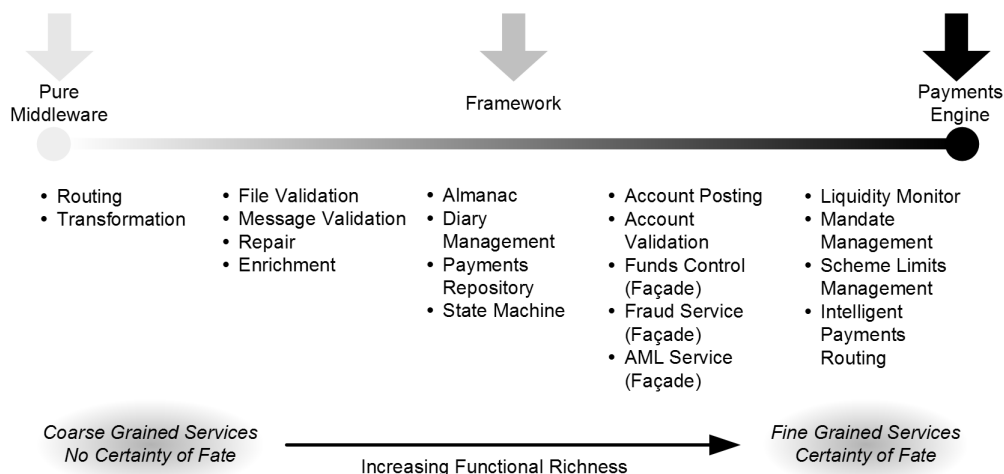 Pure
Middleware
Framework
Payments
Engine
• Routing
• Transformation
• File Validation
• Message Validation
• Repair
• Enrichment
• Almanac
• Diary
Management
• Payments
Repository
• State Machine
• Account Posting
• Account
Validation
• Funds Control
(Façade)
• Fraud Service
(Façade)
• AML Service
(Façade)
• Liquidity Monitor
• Mandate
Management
• Scheme Limits
Management
• Intelligent
Payments
Routing
Coarse Grained Services
No Certainty of Fate
Increasing Functional Richness
Fine Grained Services
Certainty of Fate